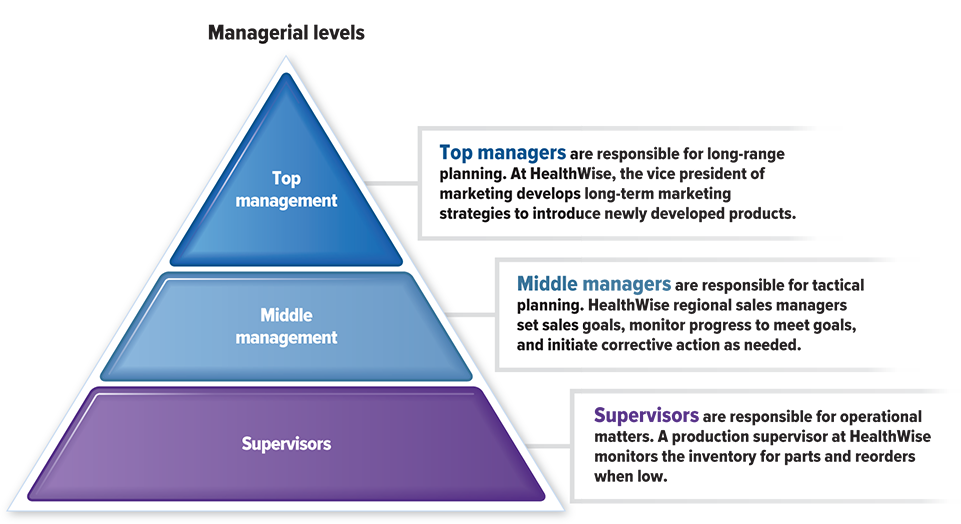 Managerial levels
Top
management
Top managers are responsible for long-range
planning. At HealthWise, the vice president of
marketing develops long-term marketing
strategies to introduce newly developed products.
Middle
management
Middle managers are responsible for tactical
planning. HealthWise regional sales managers
set sales goals, monitor progress to meet goals,
and initiate corrective action as needed.
Supervisors
Supervisors are responsible for operational
matters. A production supervisor at HealthWise
monitors the inventory for parts and reorders
when low.